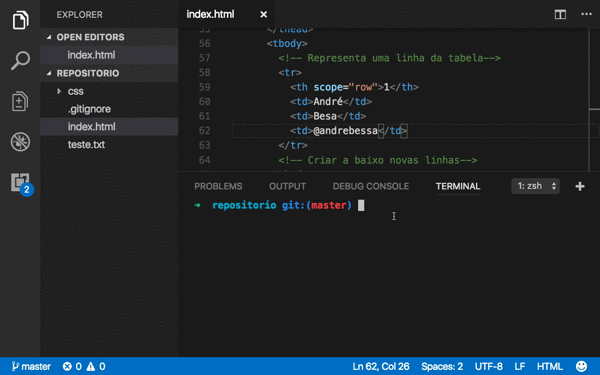 EXPLORER
OPEN EDITORS
index.html
REPOSITORIO
css
.gitignore
index.html
teste.txt
2
index.html
55 </thead>
56 <tbody>
57 <!-- Representa uma linha da tabela-->
58 <tr>
59 <th scope="row">1</th>
60 <td>André</td>
61 <td>Besa</td>
62 <td>@andrebessa</td>
63 </tr>
64 <!-- Criar a baixo novas linhas-->
PROBLEMS OUTPUT DEBUG CONSOLE TERMINAL 1: zsh
➜ repositorio git:(master)
master 0 0 Ln 62, Col 26 Spaces: 2 UTF-8 LF HTML